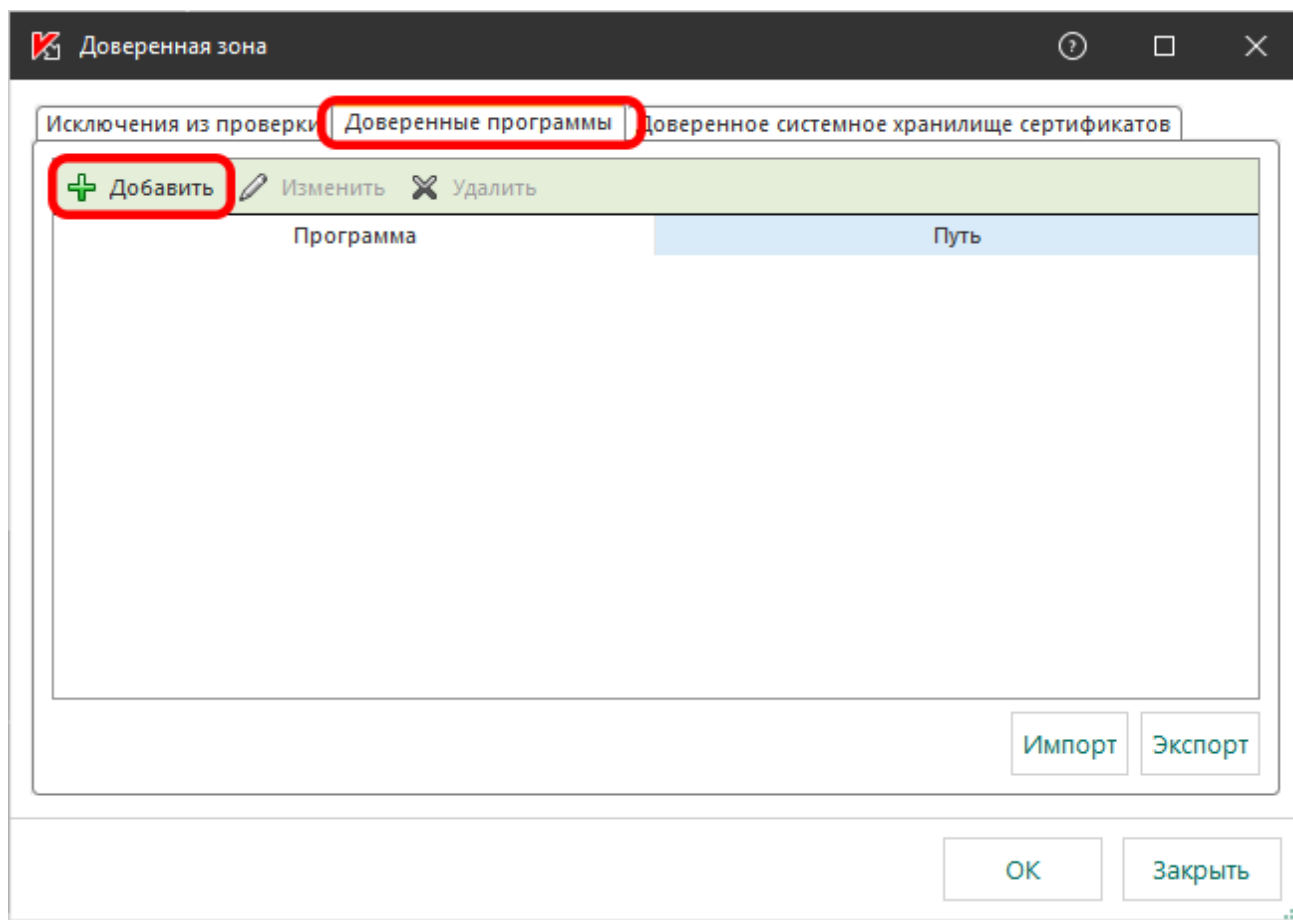 Доверенная зона
Исключения из проверки Доверенные программы Доверенное системное хранилище сертификатов
Добавить Изменить Удалить
Программа Путь
Импорт Экспорт
ОК Закрыть